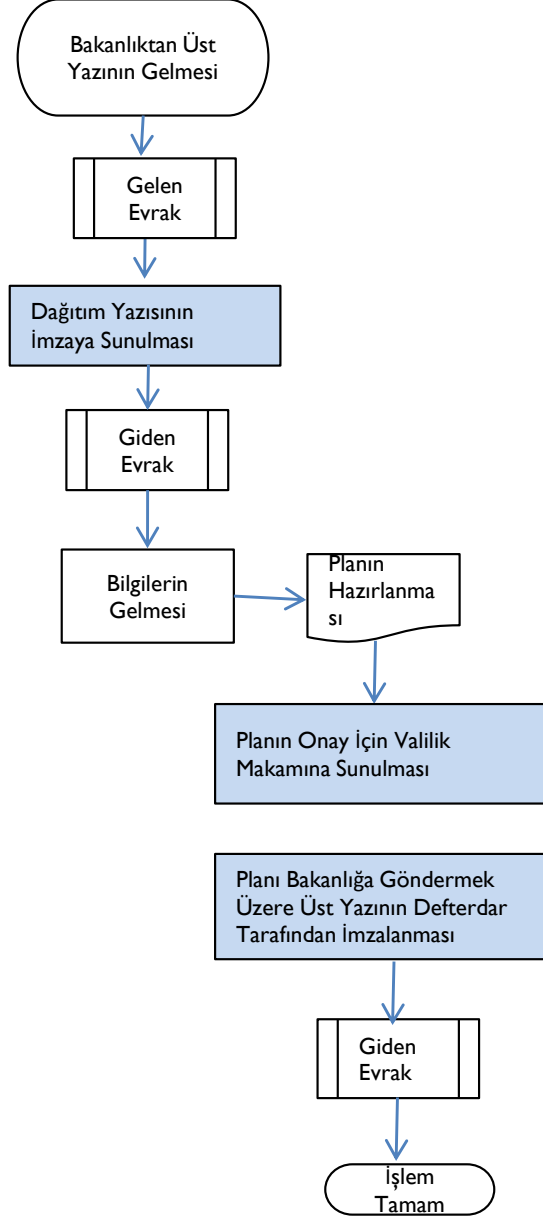 Bakanlıktan Üst
Yazının Gelmesi
Gelen
Evrak
Dağıtım Yazısının
İmzaya Sunulması
Giden
Evrak
Bilgilerin
Gelmesi
Planın
Hazırlanma
sı
Planın Onay İçin Valilik
Makamına Sunulması
Planı Bakanlığa Göndermek
Üzere Üst Yazının Defterdar
Tarafından İmzalanması
Giden
Evrak
İşlem
Tamam